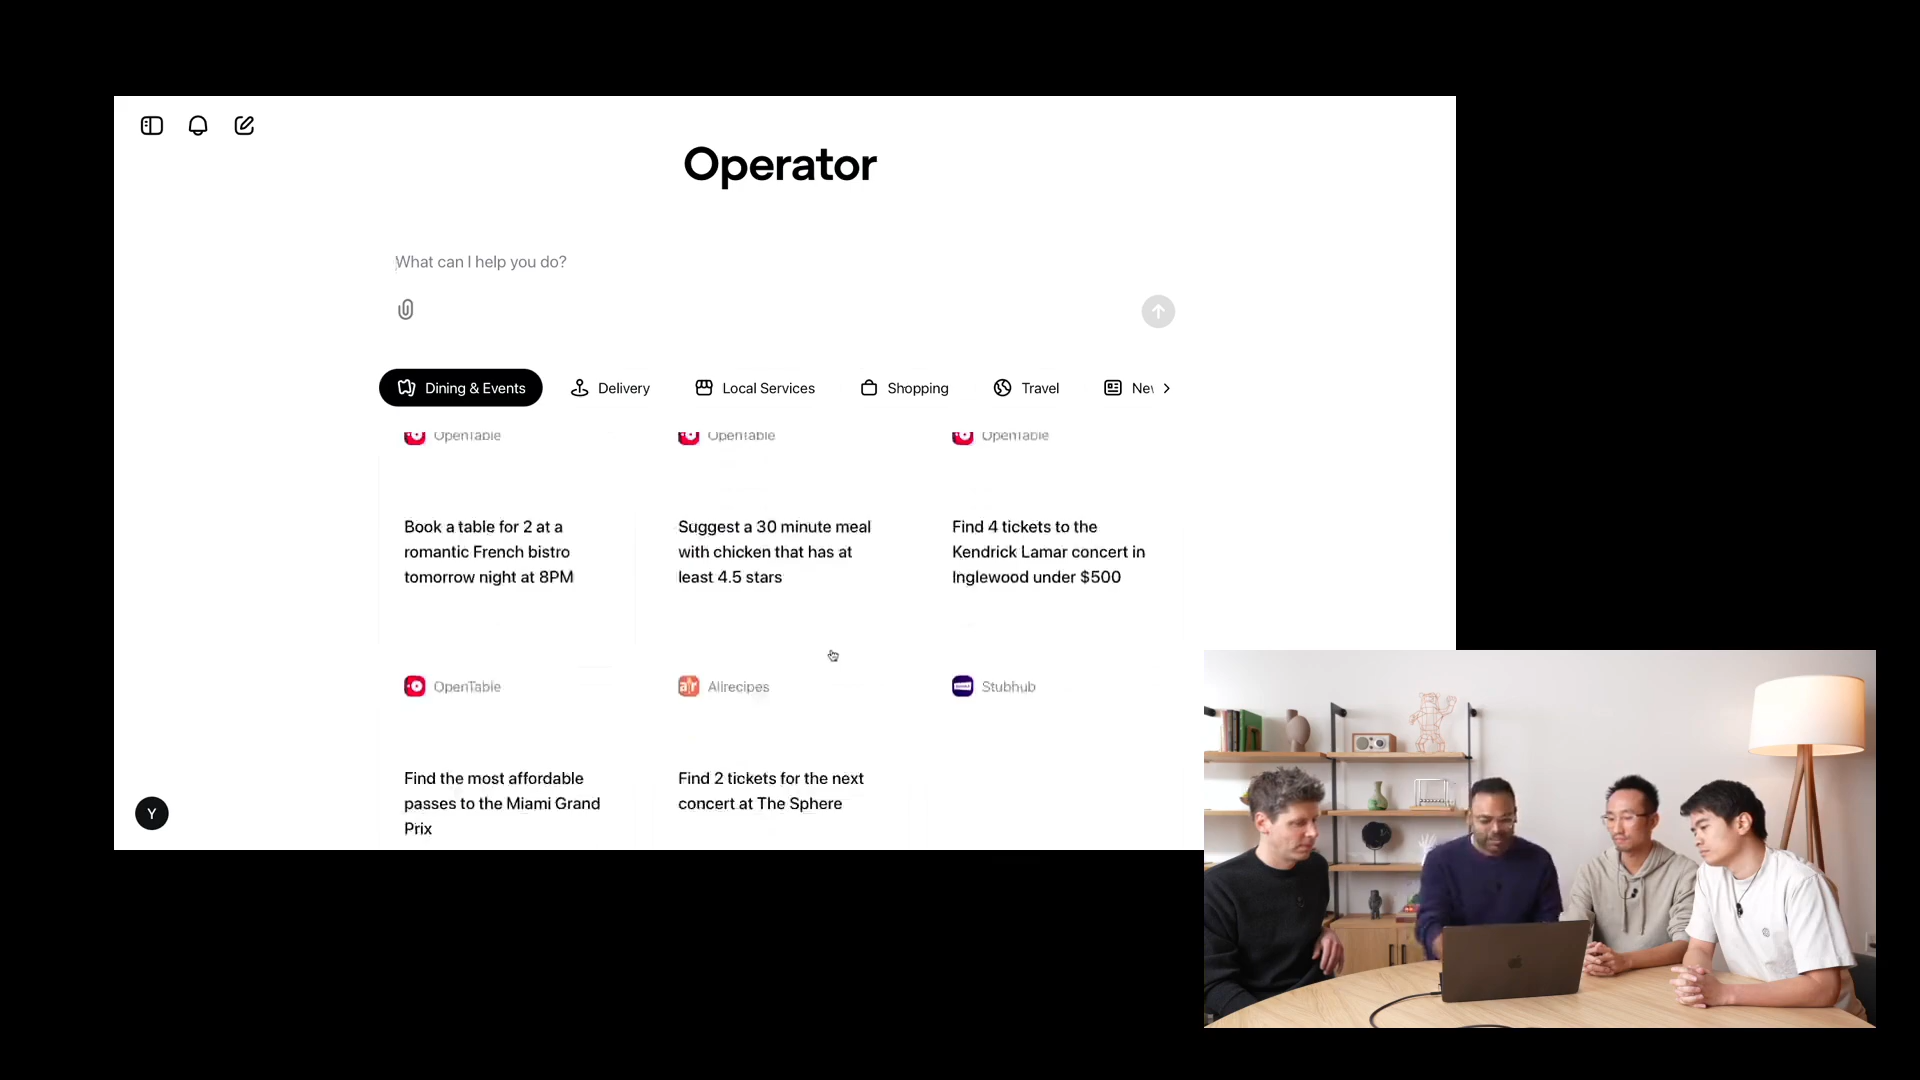 Operator
What can I help you do?
Dining & Events
Delivery
Local Services
Shopping
Travel
OpenTable
OpenTable
OpenTable
Book a table for 2 at a
romantic French bistro
tomorrow night at 8PM
Suggest a 30 minute meal
with chicken that has at
least 4.5 stars
Find 4 tickets to the
Kendrick Lamar concert in
Inglewood under $500
OpenTable
Allrecipes
Stubhub
Find the most affordable
passes to the Miami Grand
Prix
Find 2 tickets for the next
concert at The Sphere
Y